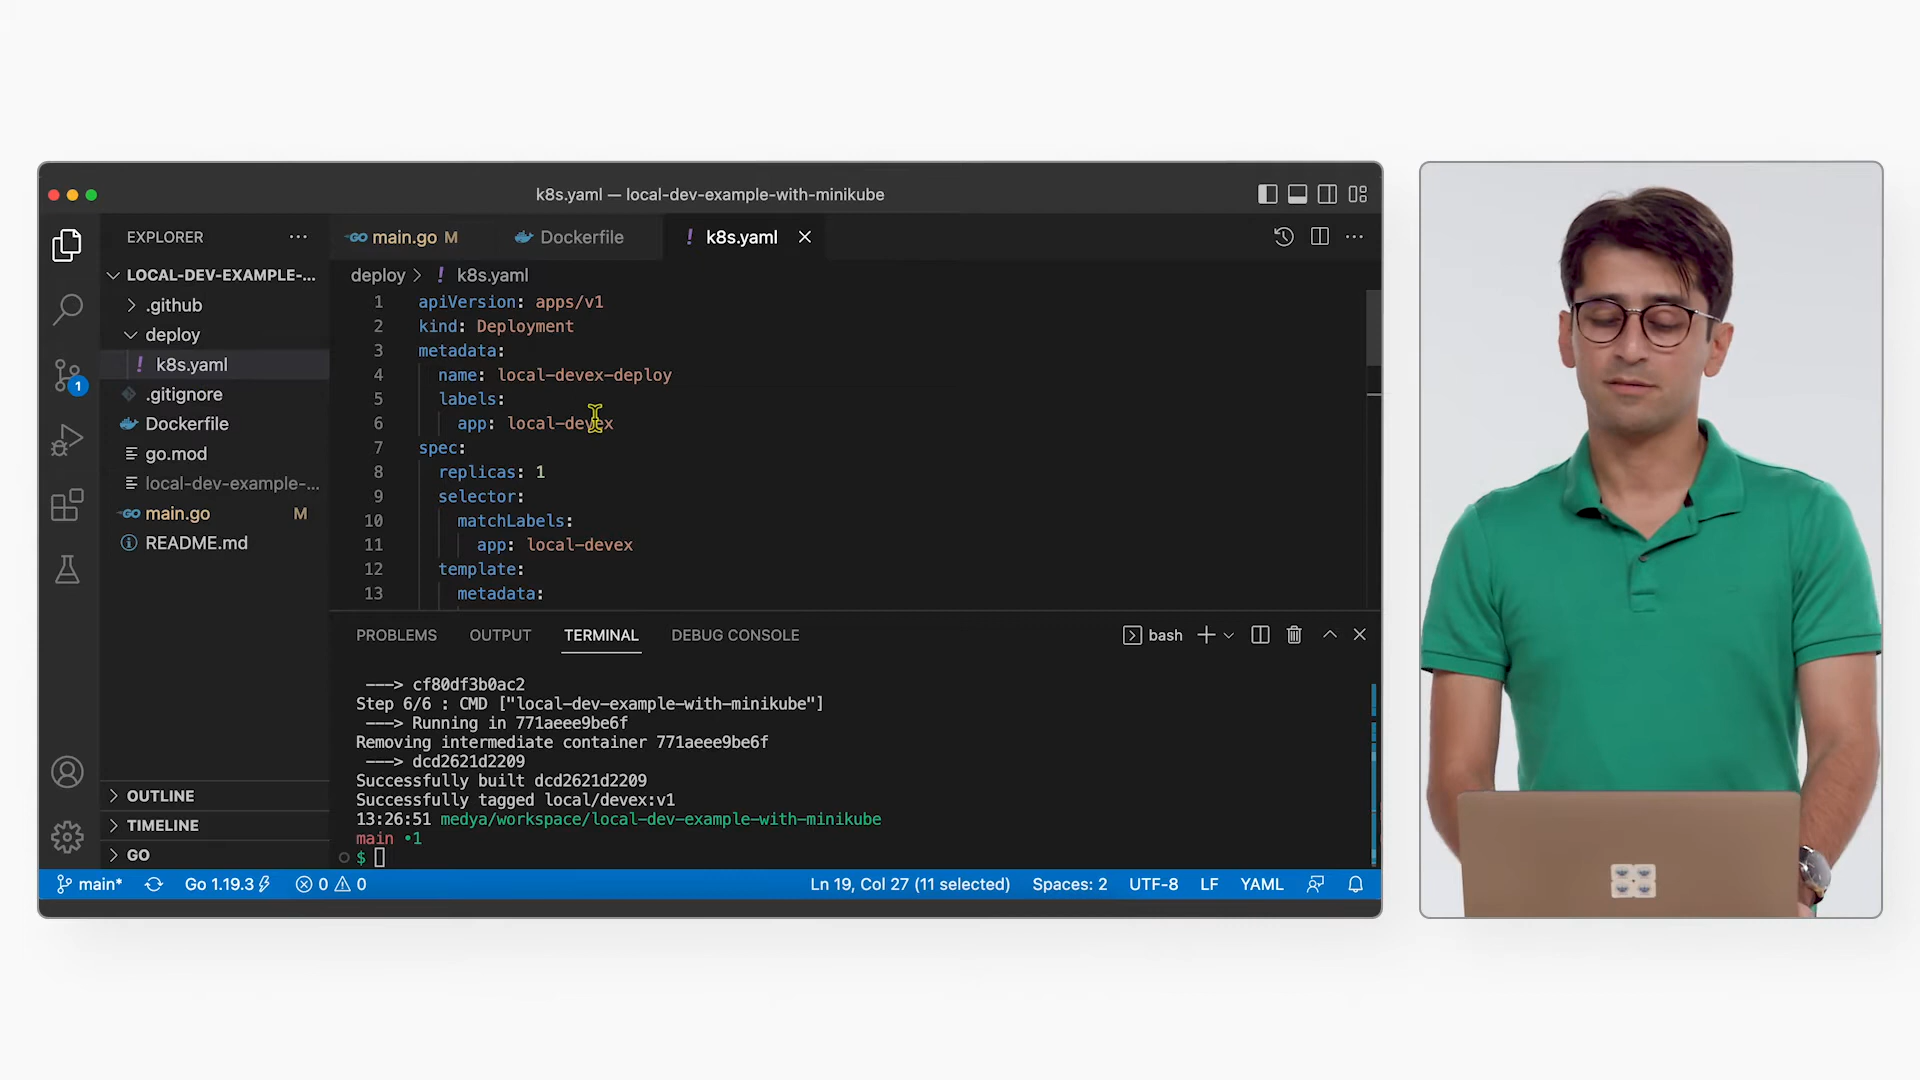 k8s.yaml — local-dev-example-with-minikube
EXPLORER
LOCAL-DEV-EXAMPLE-...
.github
deploy
! k8s.yaml
.gitignore
Dockerfile
go.mod
local-dev-example-...
GO main.go M
README.md
OUTLINE
TIMELINE
GO
1
GO main.go M
Dockerfile
! k8s.yaml
deploy > ! k8s.yaml
1 apiVersion: apps/v1
2 kind: Deployment
3 metadata:
4 name: local-devex-deploy
5 labels:
6 app: local-devex
7 spec:
8 replicas: 1
9 selector:
10 matchLabels:
11 app: local-devex
12 template:
13 metadata:
PROBLEMS OUTPUT TERMINAL DEBUG CONSOLE
bash
---> cf80df3b0ac2
Step 6/6 : CMD ["local-dev-example-with-minikube"]
---> Running in 771aeee9be6f
Removing intermediate container 771aeee9be6f
---> dcd2621d2209
Successfully built dcd2621d2209
Successfully tagged local/devex:v1
13:26:51 medya/workspace/local-dev-example-with-minikube
main •1
$
main* Go 1.19.3 0 0 Ln 19, Col 27 (11 selected) Spaces: 2 UTF-8 LF YAML